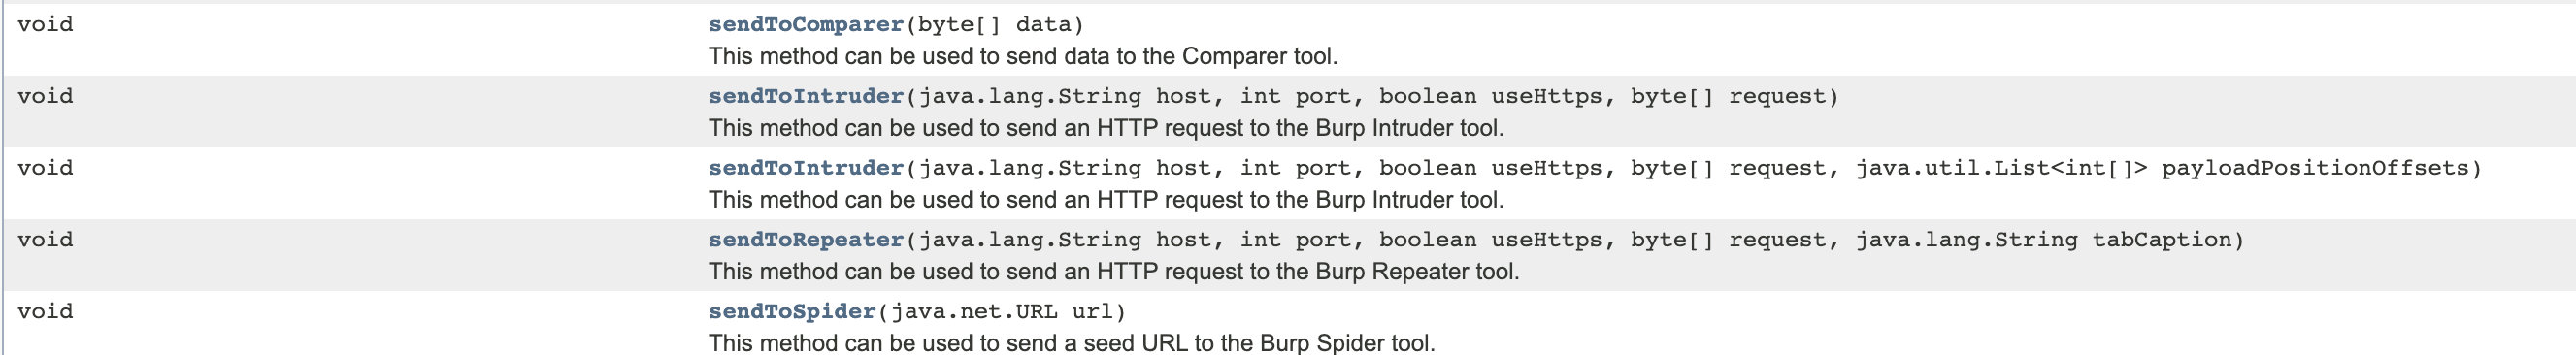 void sendToComparer(byte[] data)
This method can be used to send data to the Comparer tool.
void sendToIntruder(java.lang.String host, int port, boolean useHttps, byte[] request)
This method can be used to send an HTTP request to the Burp Intruder tool.
void sendToIntruder(java.lang.String host, int port, boolean useHttps, byte[] request, java.util.List<int[]> payloadPositionOffsets)
This method can be used to send an HTTP request to the Burp Intruder tool.
void sendToRepeater(java.lang.String host, int port, boolean useHttps, byte[] request, java.lang.String tabCaption)
This method can be used to send an HTTP request to the Burp Repeater tool.
void sendToSpider(java.net.URL url)
This method can be used to send a seed URL to the Burp Spider tool.